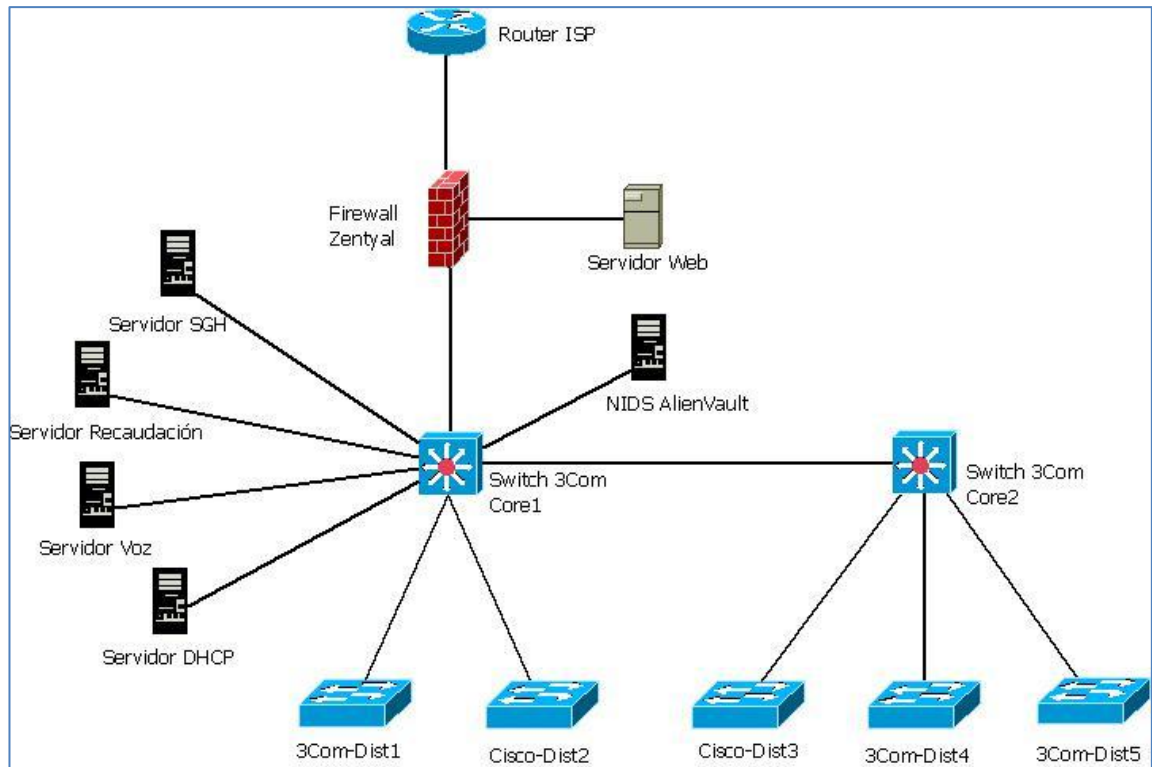 Router ISP
Firewall
Zentyal
Servidor Web
Servidor SGH
NIDS AlienVault
Servidor Recaudación
Switch 3Com
Core1
Switch 3Com
Core2
Servidor Voz
Servidor DHCP
3Com-Dist1
Cisco-Dist2
Cisco-Dist3
3Com-Dist4
3Com-Dist5